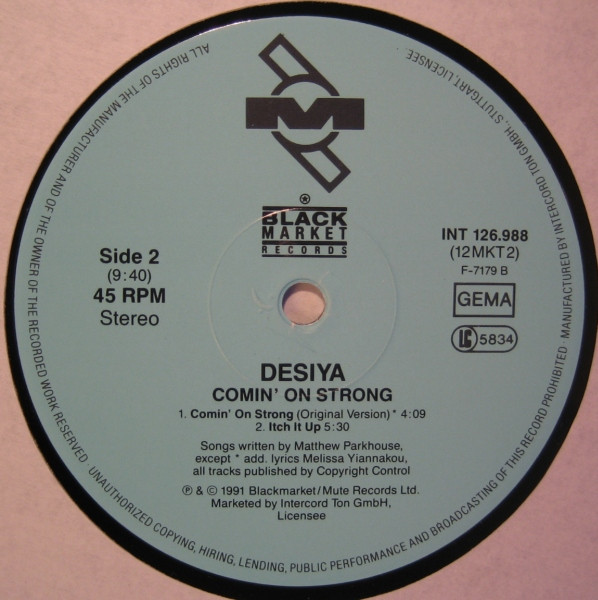 M
BLACK
MARKET
RECORDS
Side 2
(9:40)
45 RPM
Stereo
INT 126.988
(12MKT2)
F-7179 B
GEMA
LC 5834
DESIYA
COMIN' ON STRONG
1. Comin' On Strong (Original Version) * 4:09
2. Itch It Up 5:30
Songs written by Matthew Parkhouse,
except * add. lyrics Melissa Yiannakou,
all tracks published by Copyright Control
℗ & © 1991 Blackmarket/Mute Records Ltd.
Marketed by Intercord Ton GmbH,
Licensee
ALL RIGHTS OF THE MANUFACTURER AND OF THE OWNER OF THE RECORDED WORK RESERVED · UNAUTHORIZED COPYING, HIRING, LENDING, PUBLIC PERFORMANCE AND BROADCASTING OF THIS RECORD PROHIBITED · MANUFACTURED BY INTERCORD TON GMBH, STUTTGART, LICENSEE.